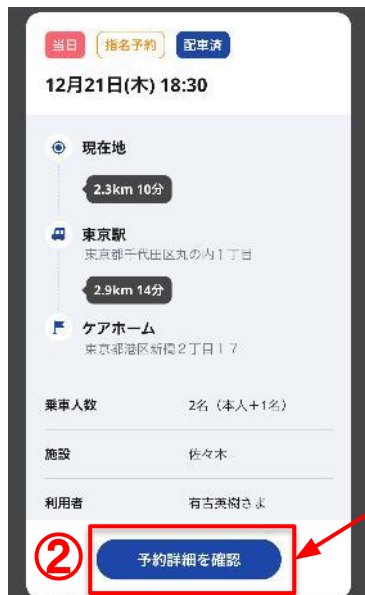 当日 指名予約 配車済
12月21日(木) 18:30
現在地
2.3km 10分
東京駅
東京都千代田区丸の内1丁目
2.9km 14分
ケアホーム
東京都港区新橋2丁目17
乗車人数 2名（本人+1名）
施設 佐々木
利用者 有吉英樹さま
② 予約詳細を確認